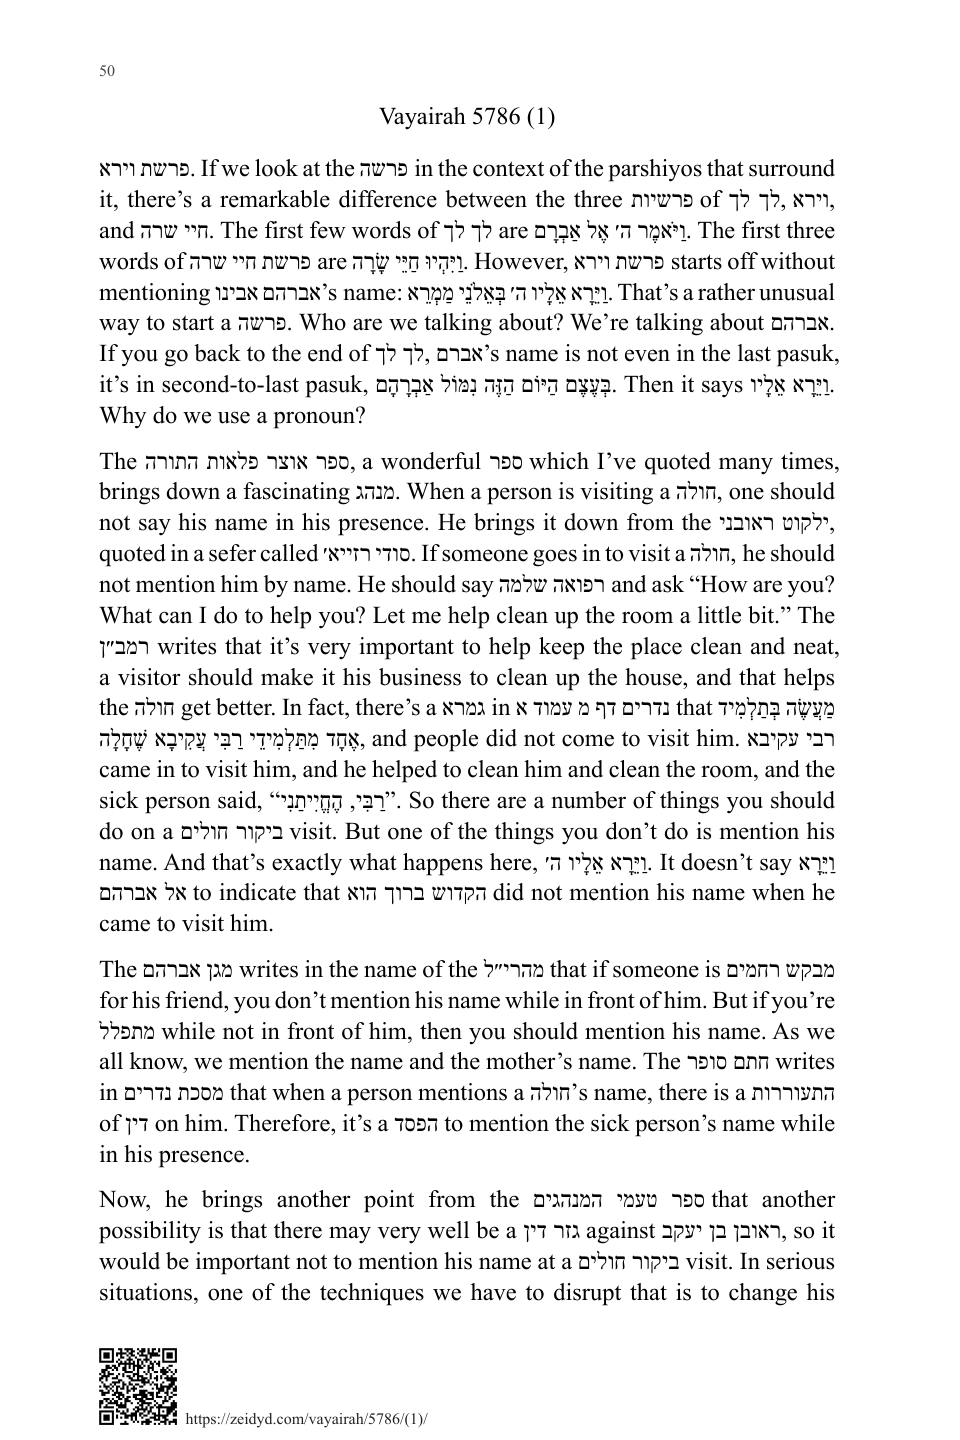 50
Vayairah 5786 (1)
פרשת וירא. If we look at the פרשה in the context of the parshiyos that surround
it, there’s a remarkable difference between the three פרשיות of לך לך, וירא,
and חיי שרה. The first few words of לך לך are וַיֹּאמֶר ה׳ אֶל אַבְרָם. The first three
words of פרשת חיי שרה are וַיִּהְיוּ חַיֵּי שָׂרָה. However, פרשת וירא starts off without
mentioning אברהם אבינו’s name: וַיֵּרָא אֵלָיו ה׳ בְּאֵלֹנֵי מַמְרֵא. That’s a rather unusual
way to start a פרשה. Who are we talking about? We’re talking about אברהם.
If you go back to the end of לך לך, אברם’s name is not even in the last pasuk,
it’s in second-to-last pasuk, בְּעֶצֶם הַיּוֹם הַזֶּה נִמּוֹל אַבְרָהָם. Then it says וַיֵּרָא אֵלָיו.
Why do we use a pronoun?
The ספר אוצר פלאות התורה, a wonderful ספר which I’ve quoted many times,
brings down a fascinating מנהג. When a person is visiting a חולה, one should
not say his name in his presence. He brings it down from the ילקוט ראובני,
quoted in a sefer called סודי רזייא׳. If someone goes in to visit a חולה, he should
not mention him by name. He should say רפואה שלמה and ask “How are you?
What can I do to help you? Let me help clean up the room a little bit.” The
רמב״ן writes that it’s very important to help keep the place clean and neat,
a visitor should make it his business to clean up the house, and that helps
the חולה get better. In fact, there’s a גמרא in נדרים דף מ עמוד א that מַעֲשֶׂה בְּתַלְמִיד
אֶחָד מִתַּלְמִידֵי רַבִּי עֲקִיבָא שֶׁחָלָה, and people did not come to visit him. רבי עקיבא
came in to visit him, and he helped to clean him and clean the room, and the
sick person said, “רַבִּי, הֶחֱיִיתַנִי”. So there are a number of things you should
do on a ביקור חולים visit. But one of the things you don’t do is mention his
name. And that’s exactly what happens here, וַיֵּרָא אֵלָיו ה׳. It doesn’t say וַיֵּרָא
אל אברהם to indicate that הקדוש ברוך הוא did not mention his name when he
came to visit him.
The מגן אברהם writes in the name of the מהרי״ל that if someone is מבקש רחמים
for his friend, you don’t mention his name while in front of him. But if you’re
מתפלל while not in front of him, then you should mention his name. As we
all know, we mention the name and the mother’s name. The חתם סופר writes
in מסכת נדרים that when a person mentions a חולה’s name, there is a התעוררות
of דין on him. Therefore, it’s a הפסד to mention the sick person’s name while
in his presence.
Now, he brings another point from the ספר טעמי המנהגים that another
possibility is that there may very well be a גזר דין against ראובן בן יעקב, so it
would be important not to mention his name at a ביקור חולים visit. In serious
situations, one of the techniques we have to disrupt that is to change his
https://zeidyd.com/vayairah/5786/(1)/